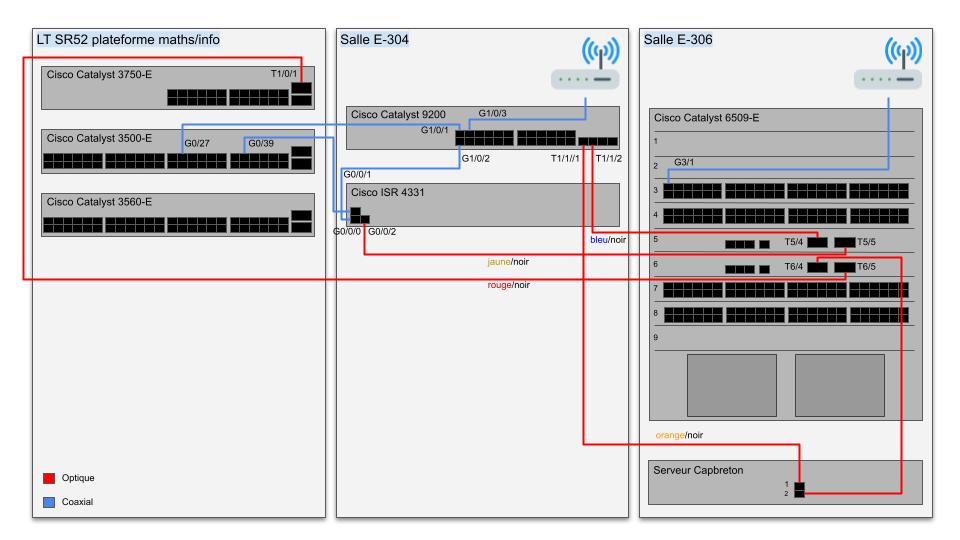 LT SR52 plateforme maths/info
Cisco Catalyst 3750-E
T1/0/1
Cisco Catalyst 3500-E
G0/27
G0/39
Cisco Catalyst 3560-E
Optique
Coaxial
Salle E-304
Cisco Catalyst 9200
G1/0/3
G1/0/1
G1/0/2
T1/1//1
T1/1/2
G0/0/1
Cisco ISR 4331
G0/0/0
G0/0/2
bleu/noir
jaune/noir
rouge/noir
Salle E-306
Cisco Catalyst 6509-E
1
2
G3/1
3
4
5
T5/4
T5/5
6
T6/4
T6/5
7
8
9
orange/noir
Serveur Capbreton
1
2